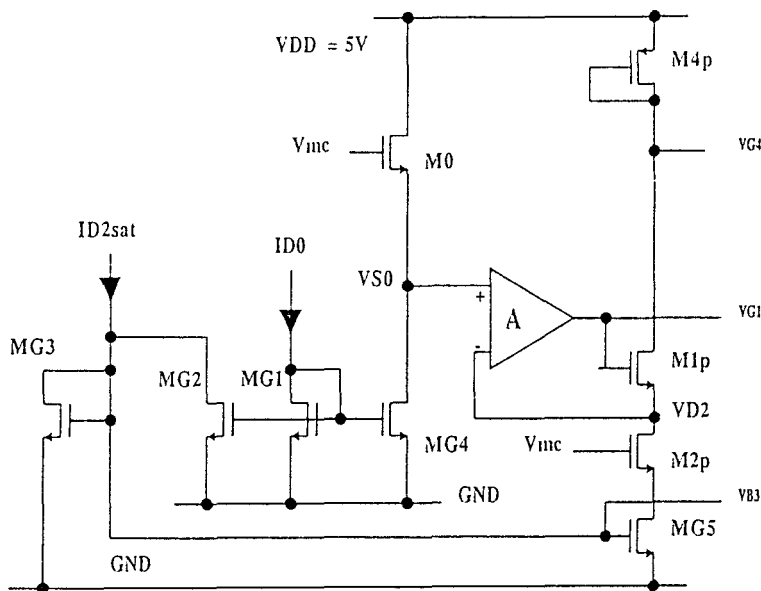 VDD = 5V
M4p
Vmc
M0
VG4
ID2sat
ID0
VS0
+
A
-
VG1
MG3
MG2
MG1
M1p
VD2
MG4
Vmc
M2p
GND
VB3
MG5
GND